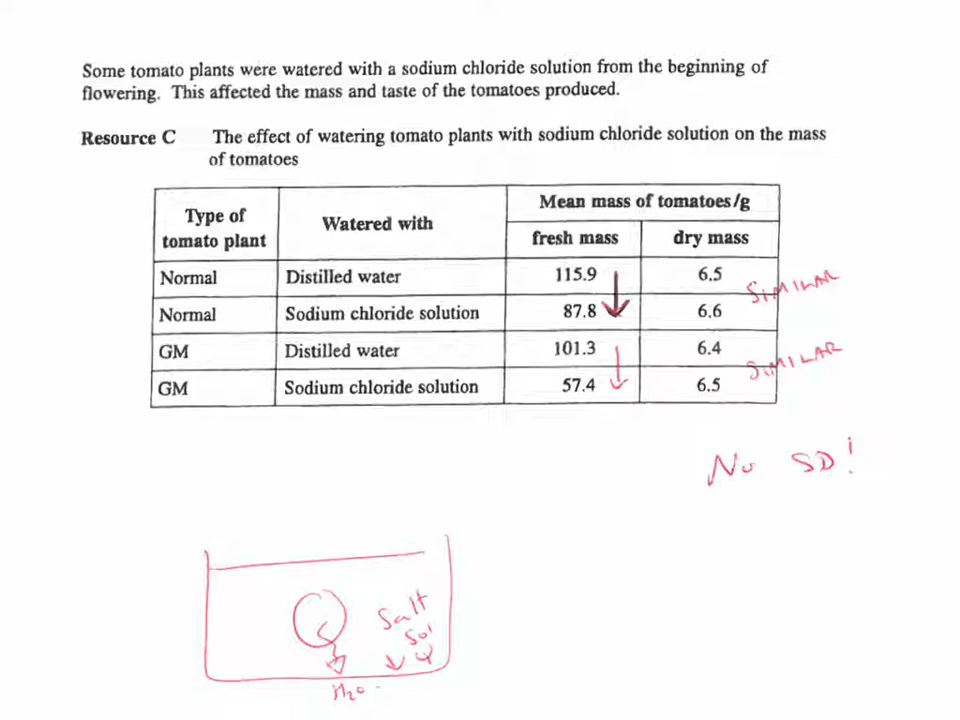 Some tomato plants were watered with a sodium chloride solution from the beginning of
flowering. This affected the mass and taste of the tomatoes produced.
Resource C The effect of watering tomato plants with sodium chloride solution on the mass
of tomatoes
Type of tomato plant Watered with Mean mass of tomatoes/g
fresh mass dry mass
Normal Distilled water 115.9 6.5 SIMILAR
Normal Sodium chloride solution 87.8 6.6
GM Distilled water 101.3 6.4 SIMILAR
GM Sodium chloride solution 57.4 6.5
No SD!
Salt
Sol
↓ Ψ
H2O